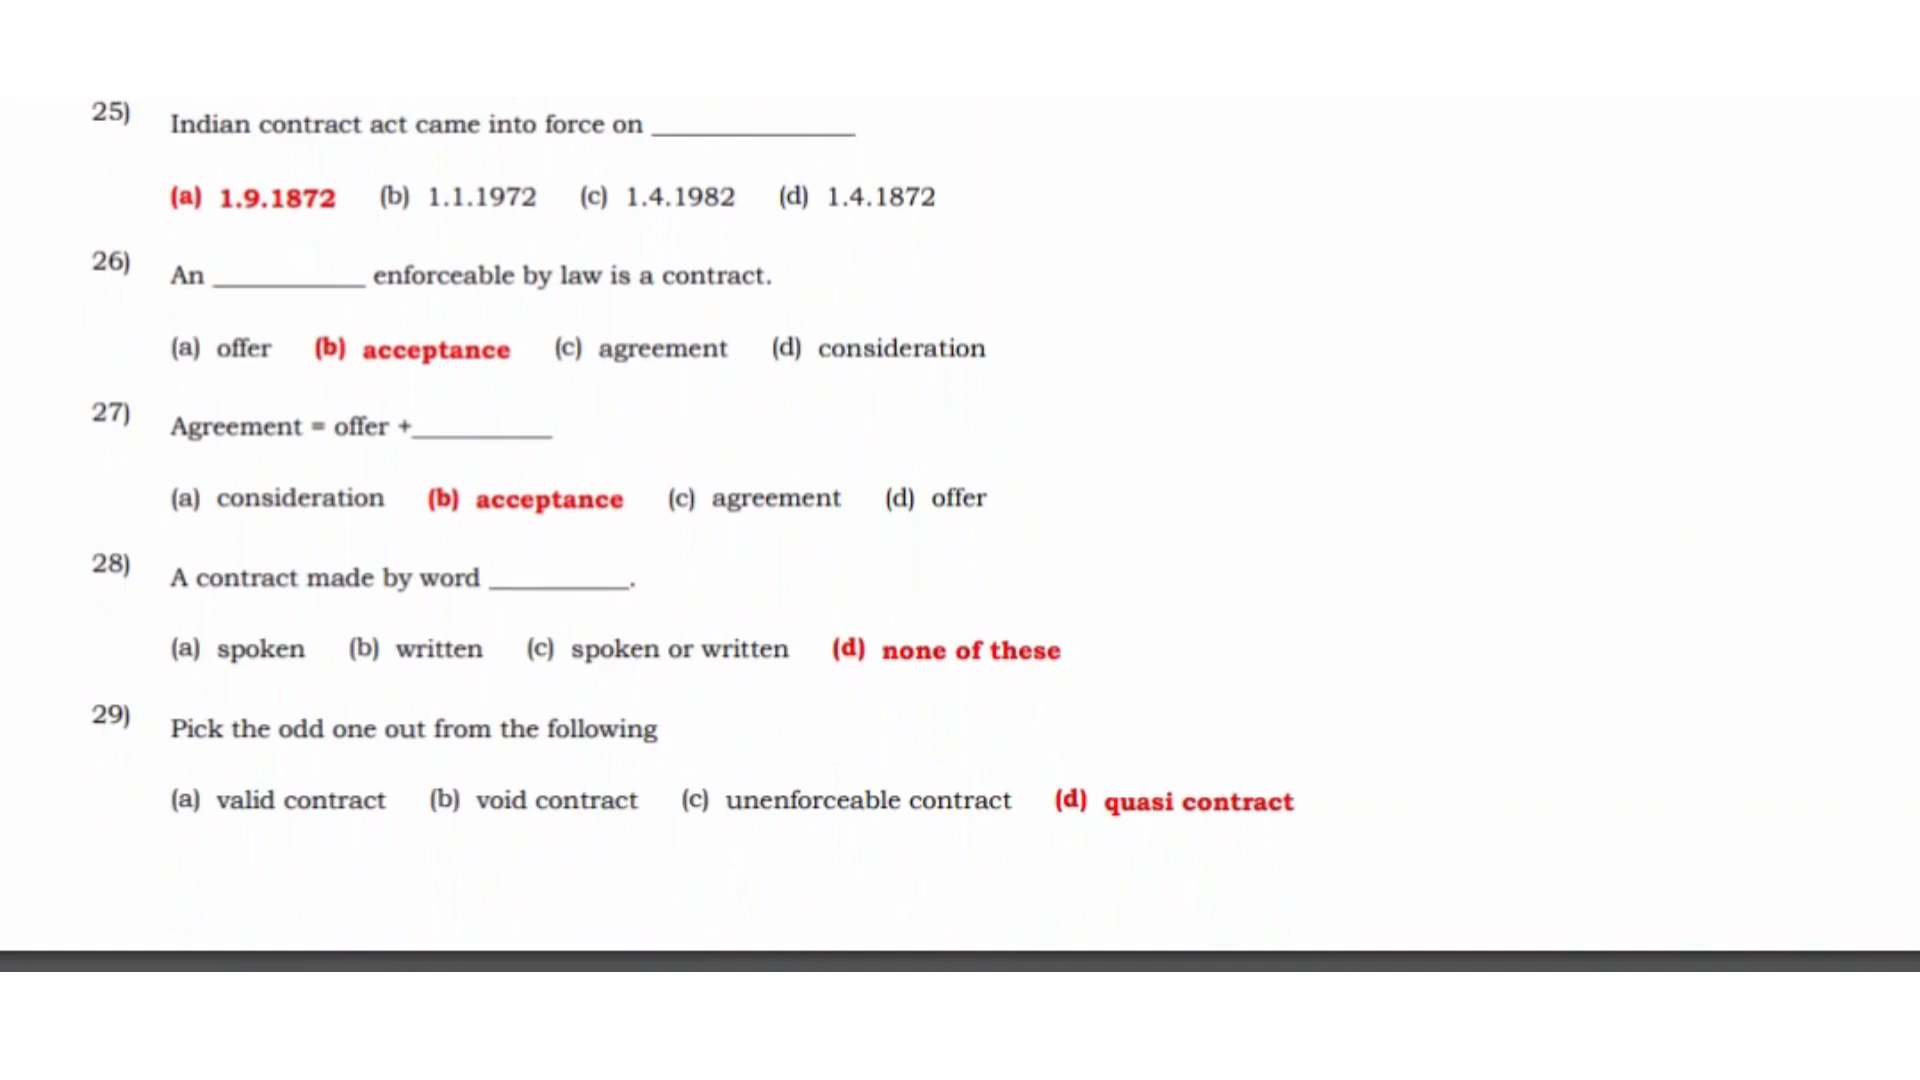 25) Indian contract act came into force on _______________
(a) 1.9.1872 (b) 1.1.1972 (c) 1.4.1982 (d) 1.4.1872
26) An ___________ enforceable by law is a contract.
(a) offer (b) acceptance (c) agreement (d) consideration
27) Agreement = offer +__________
(a) consideration (b) acceptance (c) agreement (d) offer
28) A contract made by word __________.
(a) spoken (b) written (c) spoken or written (d) none of these
29) Pick the odd one out from the following
(a) valid contract (b) void contract (c) unenforceable contract (d) quasi contract